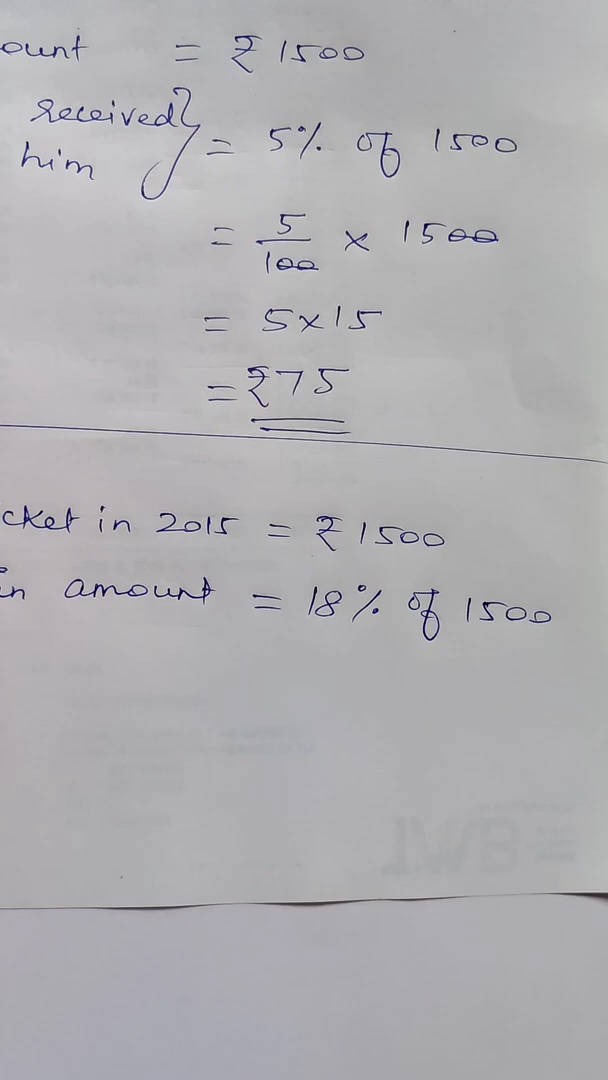 ount = ₹ 1500
received
him } = 5% of 1500
= 5/100 × 1500
= 5×15
= ₹75
cket in 2015 = ₹ 1500
in amount = 18% of 1500